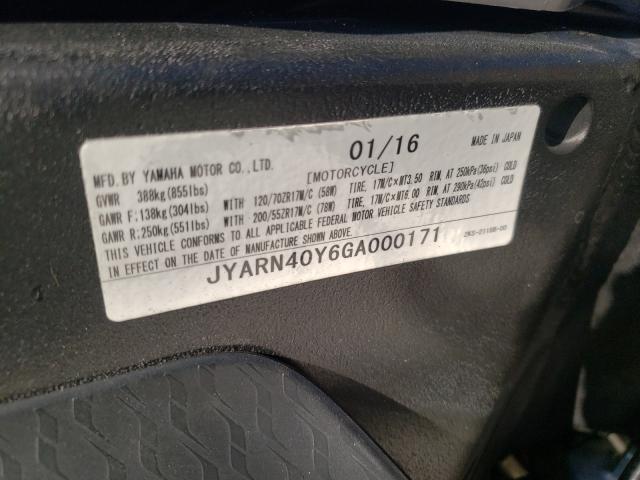 01/16 MADE IN JAPAN
MFD. BY YAMAHA MOTOR CO., LTD. [MOTORCYCLE]
GVWR 388kg(855lbs)
GAWR F:138kg(304lbs) WITH 120/70ZR17M/C (58W) TIRE, 17M/C×MT3.50 RIM, AT 250kPa(36psi) COLD
GAWR R:250kg(551lbs) WITH 200/55ZR17M/C (78W) TIRE, 17M/C×MT6.00 RIM, AT 290kPa(42psi) COLD
THIS VEHICLE CONFORMS TO ALL APPLICABLE FEDERAL MOTOR VEHICLE SAFETY STANDARDS
IN EFFECT ON THE DATE OF MANUFACTURE SHOWN ABOVE.
JYARN40Y6GA000171